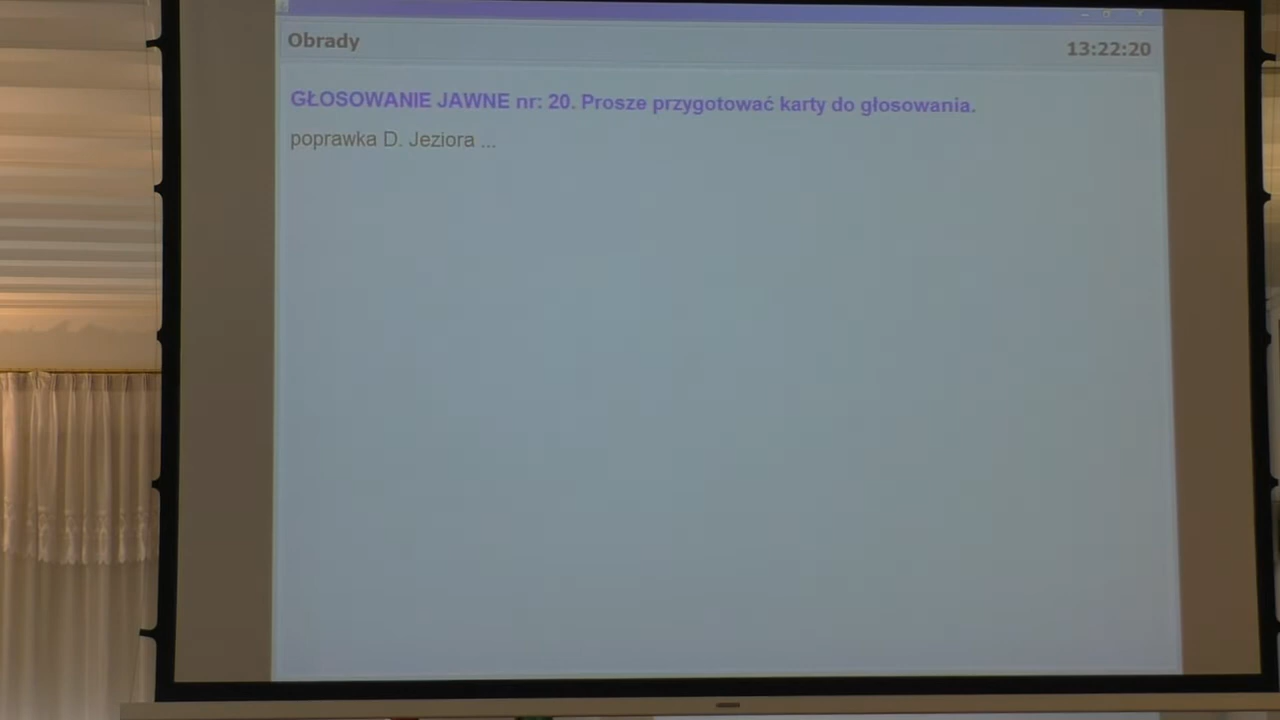 Obrady
13:22:20
GŁOSOWANIE JAWNE nr: 20. Prosze przygotować karty do głosowania.
poprawka D. Jeziora ...